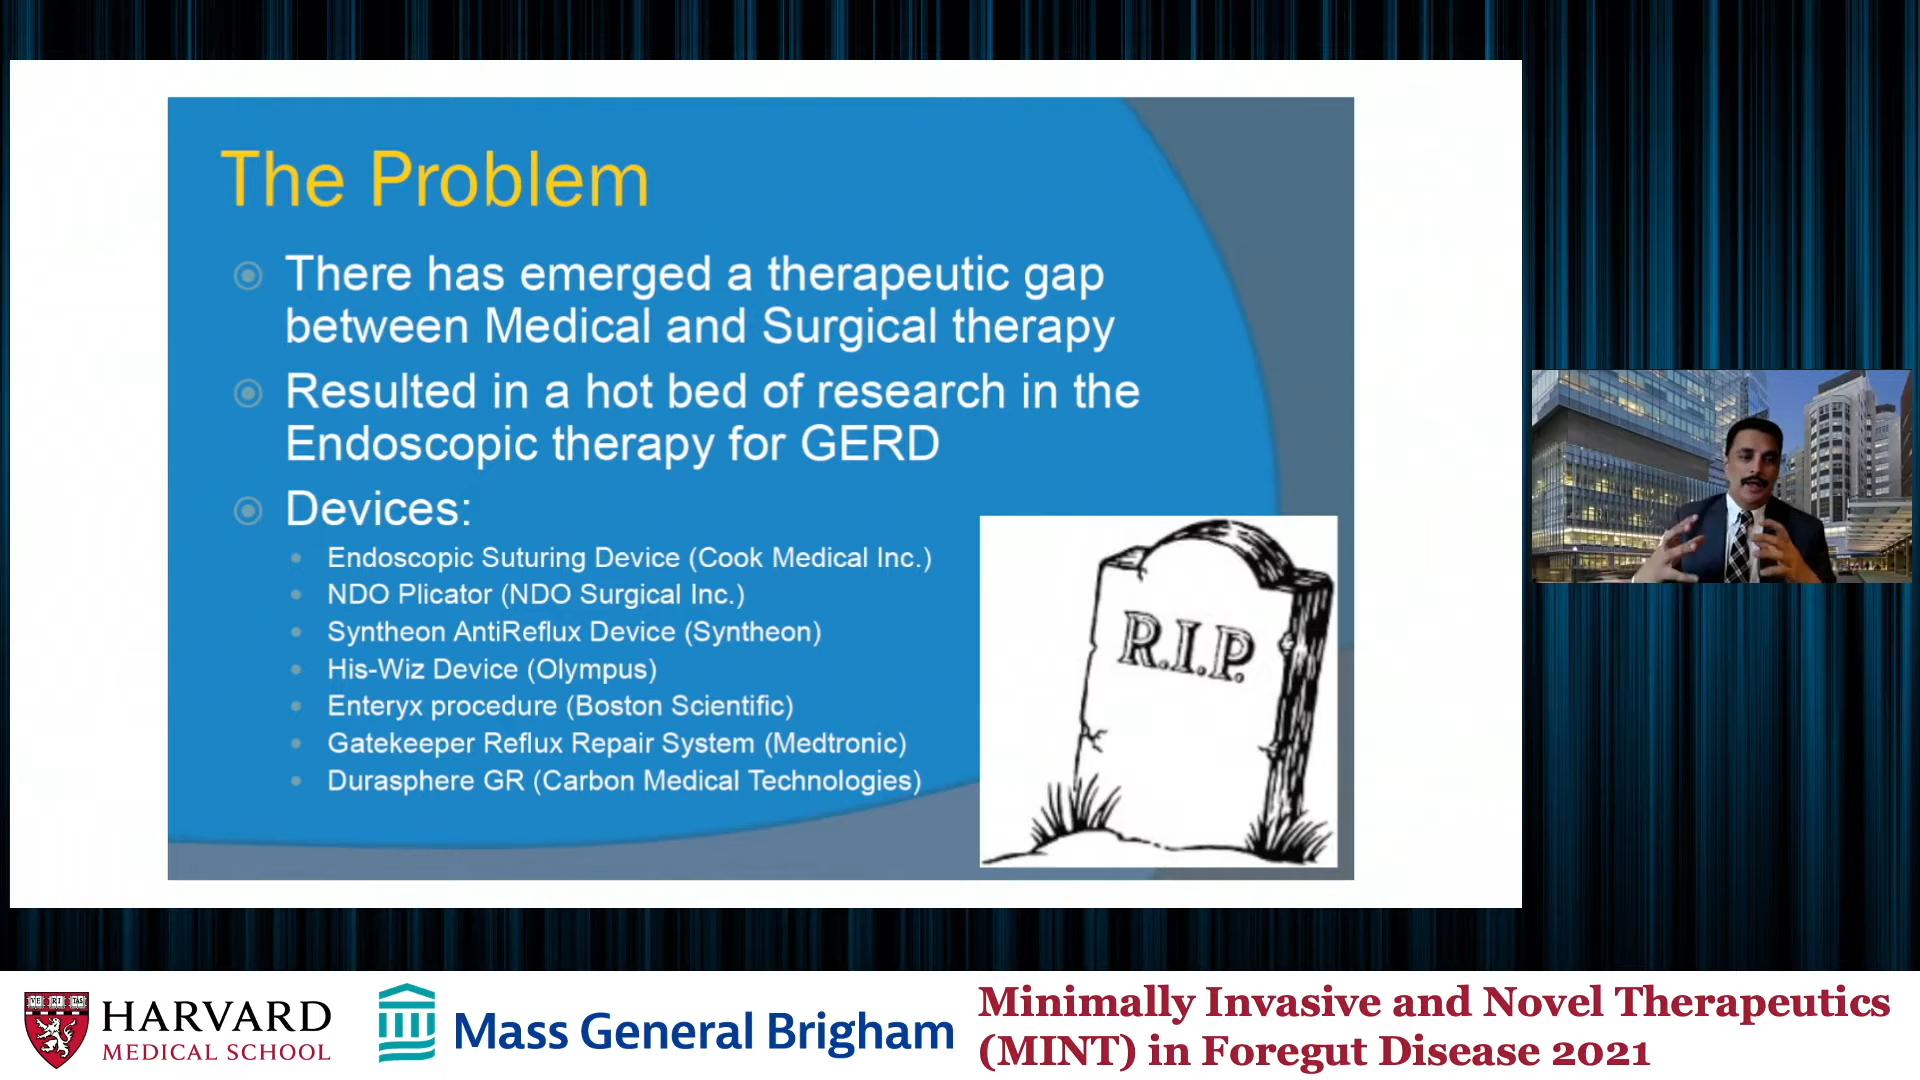 The Problem
There has emerged a therapeutic gap
between Medical and Surgical therapy
Resulted in a hot bed of research in the
Endoscopic therapy for GERD
Devices:
Endoscopic Suturing Device (Cook Medical Inc.)
NDO Plicator (NDO Surgical Inc.)
Syntheon AntiReflux Device (Syntheon)
His-Wiz Device (Olympus)
Enteryx procedure (Boston Scientific)
Gatekeeper Reflux Repair System (Medtronic)
Durasphere GR (Carbon Medical Technologies)
R.I.P.
VE RI TAS
HARVARD
MEDICAL SCHOOL
Mass General Brigham
Minimally Invasive and Novel Therapeutics
(MINT) in Foregut Disease 2021